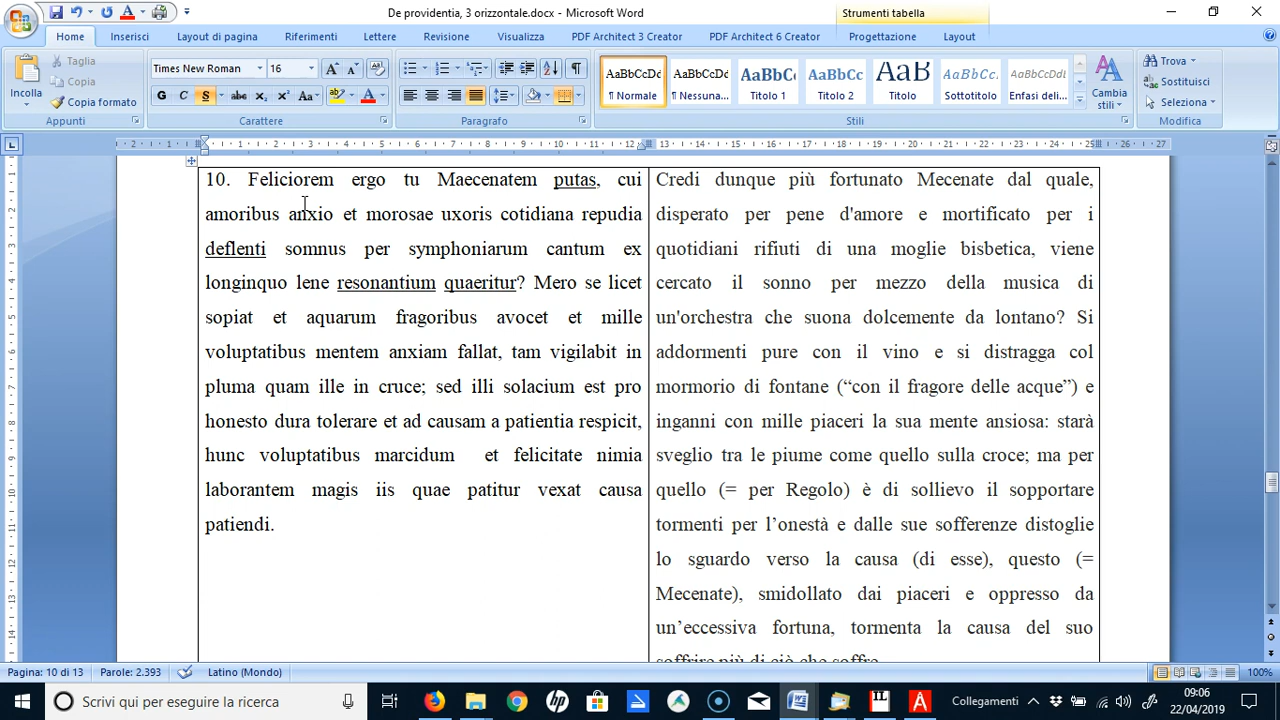 De providentia, 3 orizzontale.docx - Microsoft Word
Strumenti tabella
Home Inserisci Layout di pagina Riferimenti Lettere Revisione Visualizza PDF Architect 3 Creator PDF Architect 6 Creator Progettazione Layout
Incolla
Taglia
Copia
Copia formato
Times New Roman 16
AaBbCcDc AaBbCcDc AaBbCc AaBbCc AaB AaBbCc. AaBbCcDc
¶ Normale ¶ Nessuna... Titolo 1 Titolo 2 Titolo Sottotitolo Enfasi deli...
Cambia stili
Trova
Sostituisci
Seleziona
Appunti Carattere Paragrafo Stili Modifica
10. Feliciorem ergo tu Maecenatem putas, cui
amoribus anxio et morosae uxoris cotidiana repudia
deflenti somnus per symphoniarum cantum ex
longinquo lene resonantium quaeritur? Mero se licet
sopiat et aquarum fragoribus avocet et mille
voluptatibus mentem anxiam fallat, tam vigilabit in
pluma quam ille in cruce; sed illi solacium est pro
honesto dura tolerare et ad causam a patientia respicit,
hunc voluptatibus marcidum et felicitate nimia
laborantem magis iis quae patitur vexat causa
patiendi.
Credi dunque più fortunato Mecenate dal quale,
disperato per pene d'amore e mortificato per i
quotidiani rifiuti di una moglie bisbetica, viene
cercato il sonno per mezzo della musica di
un'orchestra che suona dolcemente da lontano? Si
addormenti pure con il vino e si distragga col
mormorio di fontane (“con il fragore delle acque”) e
inganni con mille piaceri la sua mente ansiosa: starà
sveglio tra le piume come quello sulla croce; ma per
quello (= per Regolo) è di sollievo il sopportare
tormenti per l’onestà e dalle sue sofferenze distoglie
lo sguardo verso la causa (di esse), questo (=
Mecenate), smidollato dai piaceri e oppresso da
un’eccessiva fortuna, tormenta la causa del suo
soffrire più di ciò che soffre.
Pagina: 10 di 13 Parole: 2.393 Latino (Mondo) 100%
Scrivi qui per eseguire la ricerca
Collegamenti
09:06
22/04/2019